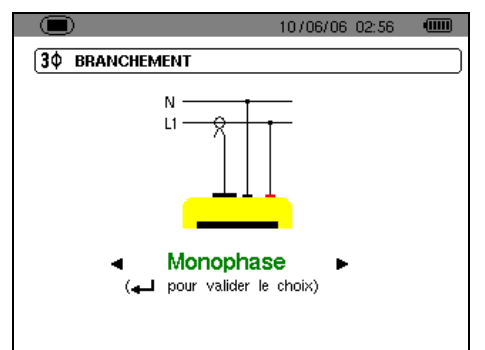 10/06/06 02:56
3Φ BRANCHEMENT
N
L1
◄ Monophase ►
(↵ pour valider le choix)